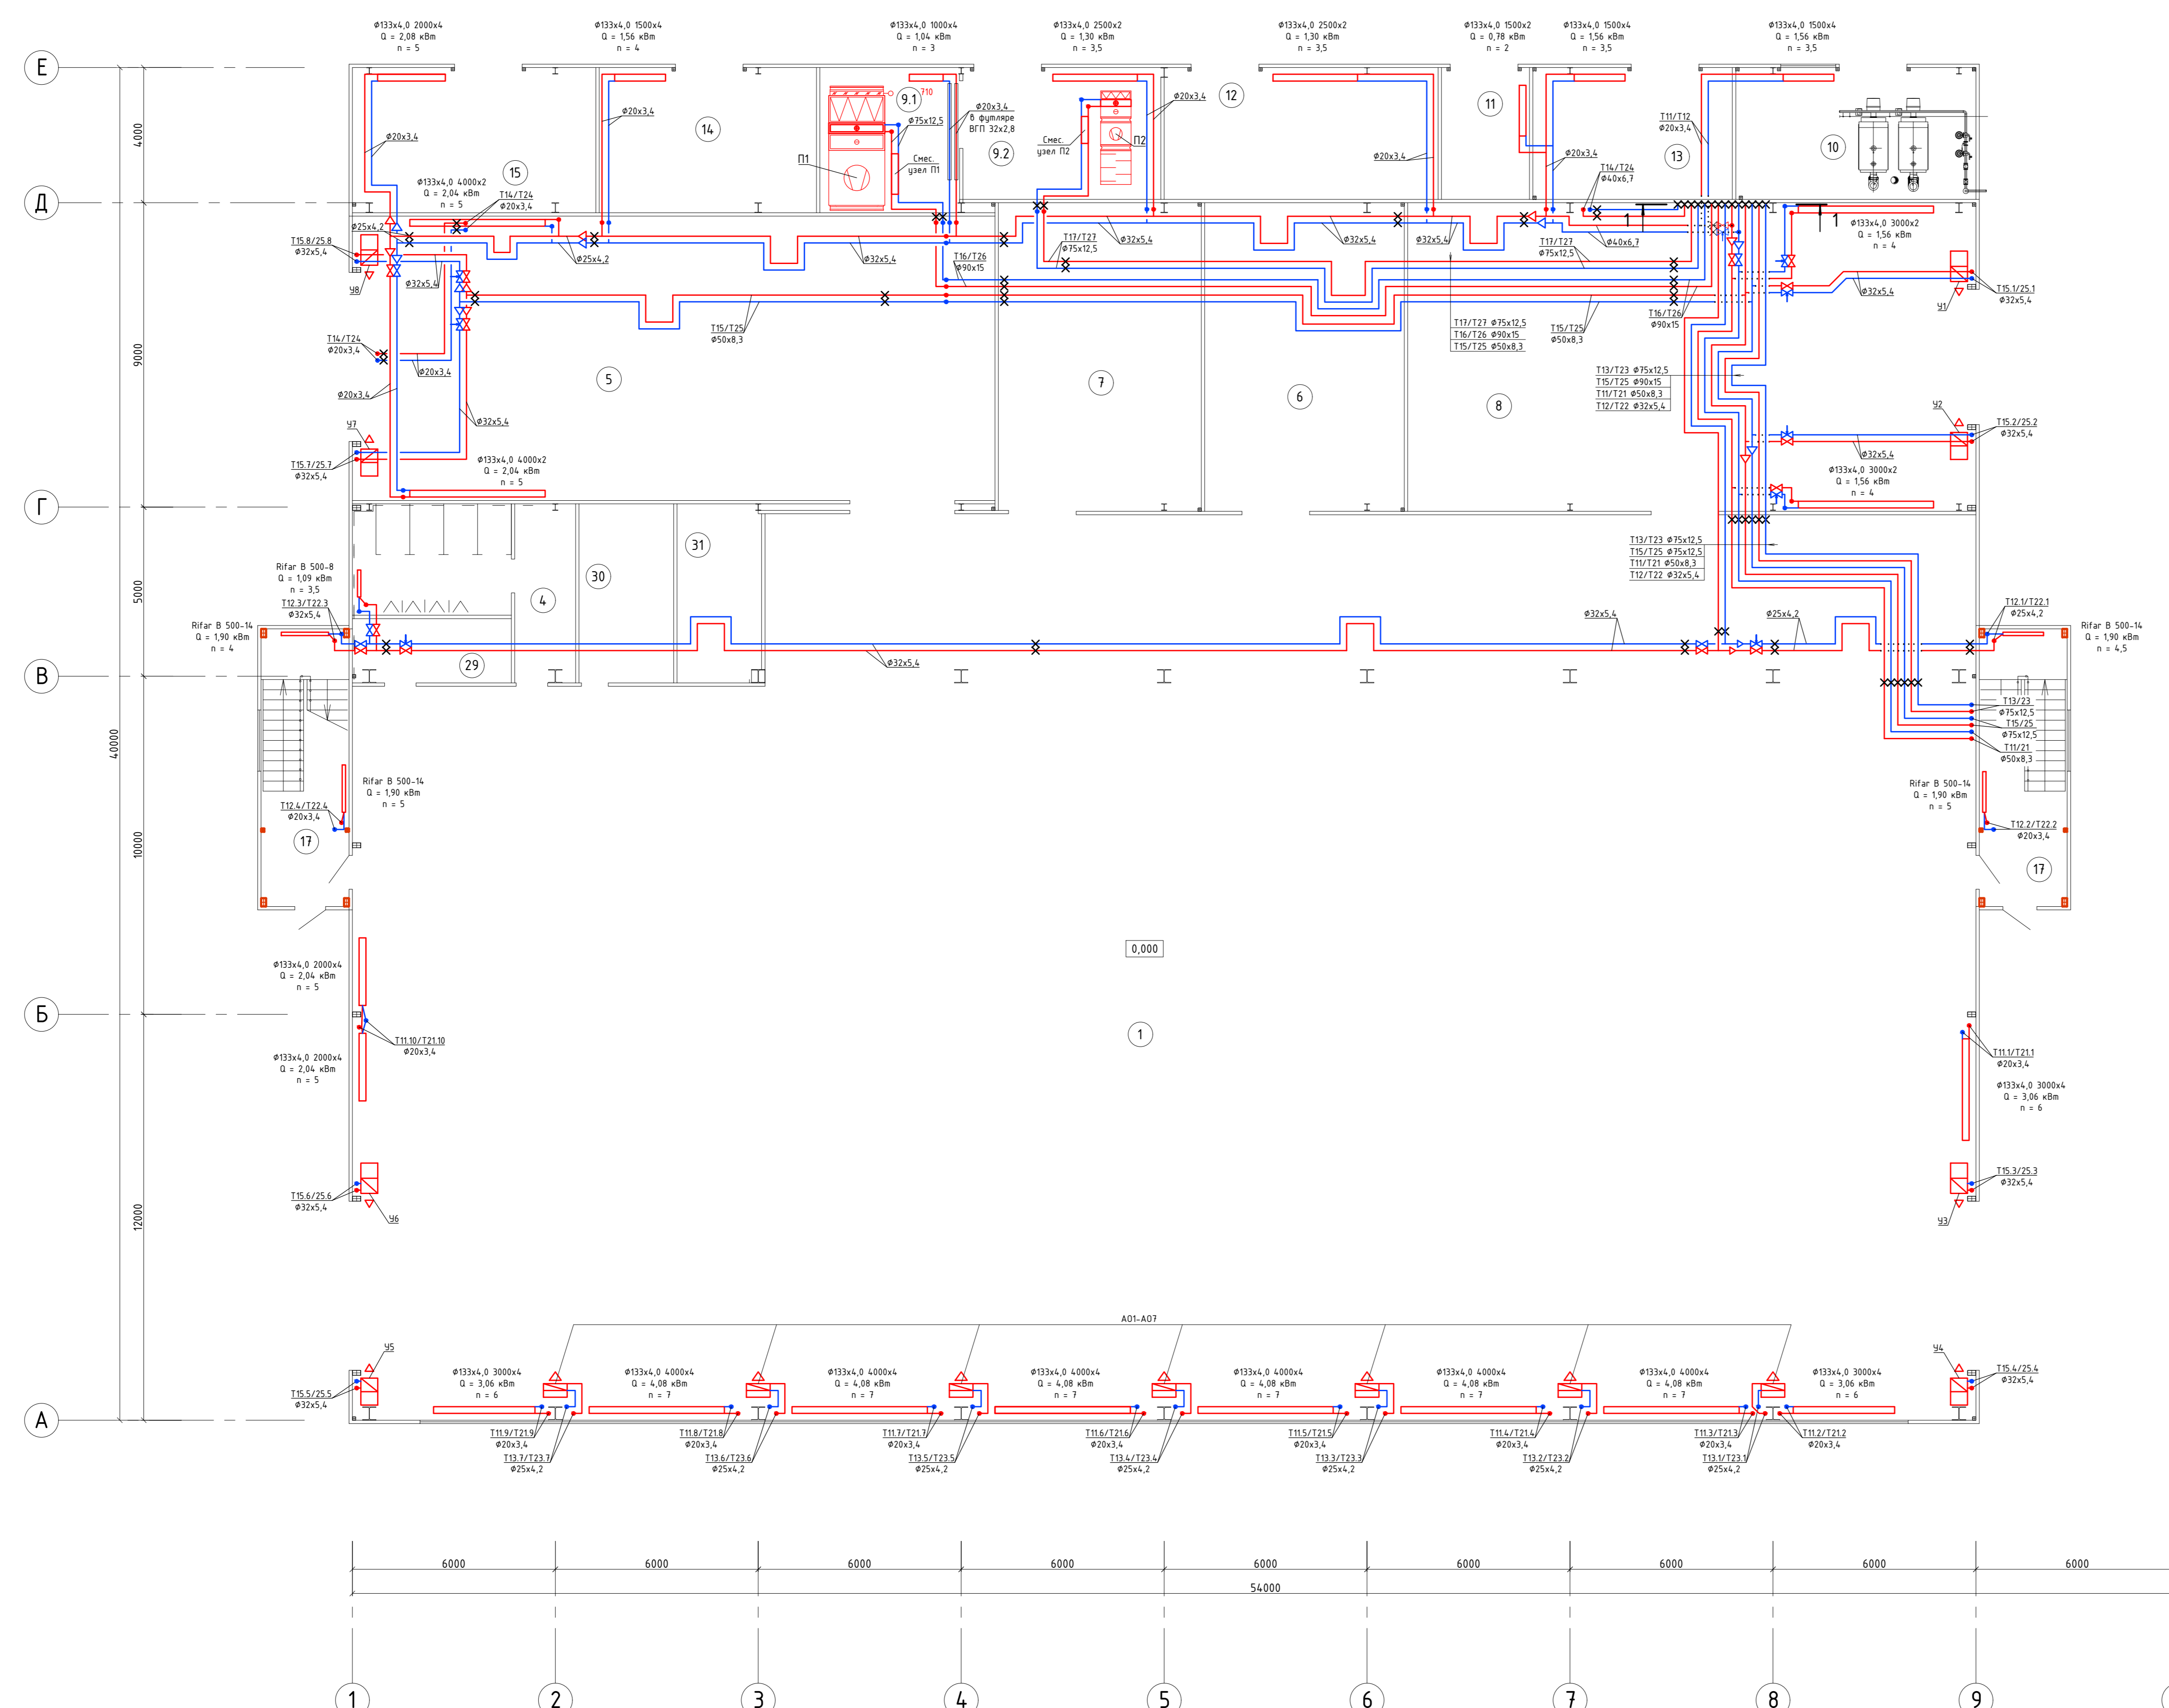 Ф133х4,0 2000х4
Q = 2,08 кВт
n = 5
Ф133х4,0 1500х4
Q = 1,56 кВт
n = 4
Ф133х4,0 1000х4
Q = 1,04 кВт
n = 3
Ф133х4,0 2500х2
Q = 1,30 кВт
n = 3,5
Ф133х4,0 2500х2
Q = 1,30 кВт
n = 3,5
Ф133х4,0 1500х2
Q = 0,78 кВт
n = 2
Ф133х4,0 1500х4
Q = 1,56 кВт
n = 3,5
Ф133х4,0 1500х4
Q = 1,56 кВт
n = 3,5
Е
4000
Ф20х3,4
Ф20х3,4
14
15
9.1
710
Ф75х12,5
П1
Смес.
узел П1
Ф20х3,4
в футляре
ВГП 32х2,8
9.2
Смес.
узел П2
П2
Ф20х3,4
12
Ф20х3,4
11
Ф20х3,4
Т14/Т24
Ф40х6,7
Т11/Т12
Ф20х3,4
13
10
Д
Ф133х4,0 4000х2
Q = 2,04 кВт
n = 5
Т14/Т24
Ф20х3,4
Ф25х4,2
Т15.8/25.8
Ф32х5,4
У8
Ф32х5,4
Ф25х4,2
Ф32х5,4
Т16/Т26
Ф90х15
Т17/Т27
Ф75х12,5
Ф32х5,4
Ф32х5,4
Ф32х5,4
Т17/Т27
Ф75х12,5
Ф40х6,7
1
1
Ф133х4,0 3000х2
Q = 1,56 кВт
n = 4
Т15.1/25.1
Ф32х5,4
Ф32х5,4
У1
Т14/Т24
Ф20х3,4
Ф20х3,4
Ф20х3,4
Ф32х5,4
Т15/Т25
Ф50х8,3
Т17/Т27 Ф75х12,5
Т16/Т26 Ф90х15
Т15/Т25 Ф50х8,3
Т15/Т25
Ф50х8,3
Т16/Т26
Ф90х15
9000
5
7
6
8
Т13/Т23 Ф75х12,5
Т15/Т25 Ф90х15
Т11/Т21 Ф50х8,3
Т12/Т22 Ф32х5,4
У2
Т15.2/25.2
Ф32х5,4
Ф32х5,4
У7
Т15.7/25.7
Ф32х5,4
Ф133х4,0 4000х2
Q = 2,04 кВт
n = 5
Ф133х4,0 3000х2
Q = 1,56 кВт
n = 4
Г
5000
31
30
4
29
Rifar B 500-8
Q = 1,09 кВт
n = 3,5
Т12.3/Т22.3
Ф32х5,4
Rifar B 500-14
Q = 1,90 кВт
n = 4
Т13/Т23 Ф75х12,5
Т15/Т25 Ф75х12,5
Т11/Т21 Ф50х8,3
Т12/Т22 Ф32х5,4
Ф32х5,4
Ф32х5,4
Ф25х4,2
Т12.1/Т22.1
Ф25х4,2
Rifar B 500-14
Q = 1,90 кВт
n = 4,5
В
40000
Т13/23
Ф75х12,5
Т15/25
Ф75х12,5
Т11/21
Ф50х8,3
Rifar B 500-14
Q = 1,90 кВт
n = 5
Т12.4/Т22.4
Ф20х3,4
17
Rifar B 500-14
Q = 1,90 кВт
n = 5
Т12.2/Т22.2
Ф20х3,4
17
10000
0,000
Ф133х4,0 2000х4
Q = 2,04 кВт
n = 5
Б
Т11.10/Т21.10
Ф20х3,4
Ф133х4,0 2000х4
Q = 2,04 кВт
n = 5
1
Т11.1/Т21.1
Ф20х3,4
Ф133х4,0 3000х4
Q = 3,06 кВт
n = 6
12000
Т15.6/25.6
Ф32х5,4
У6
Т15.3/25.3
Ф32х5,4
У3
А01-А07
У5
Т15.5/25.5
Ф32х5,4
Ф133х4,0 3000х4
Q = 3,06 кВт
n = 6
Ф133х4,0 4000х4
Q = 4,08 кВт
n = 7
Ф133х4,0 4000х4
Q = 4,08 кВт
n = 7
Ф133х4,0 4000х4
Q = 4,08 кВт
n = 7
Ф133х4,0 4000х4
Q = 4,08 кВт
n = 7
Ф133х4,0 4000х4
Q = 4,08 кВт
n = 7
Ф133х4,0 4000х4
Q = 4,08 кВт
n = 7
Ф133х4,0 3000х4
Q = 3,06 кВт
n = 6
У4
Т15.4/25.4
Ф32х5,4
А
Т11.9/Т21.9
Ф20х3,4
Т13.7/Т23.7
Ф25х4,2
Т11.8/Т21.8
Ф20х3,4
Т13.6/Т23.6
Ф25х4,2
Т11.7/Т21.7
Ф20х3,4
Т13.5/Т23.5
Ф25х4,2
Т11.6/Т21.6
Ф20х3,4
Т13.4/Т23.4
Ф25х4,2
Т11.5/Т21.5
Ф20х3,4
Т13.3/Т23.3
Ф25х4,2
Т11.4/Т21.4
Ф20х3,4
Т13.2/Т23.2
Ф25х4,2
Т11.3/Т21.3
Ф20х3,4
Т13.1/Т23.1
Ф25х4,2
Т11.2/Т21.2
Ф20х3,4
6000
6000
6000
6000
6000
6000
6000
6000
6000
54000
1
2
3
4
5
6
7
8
9